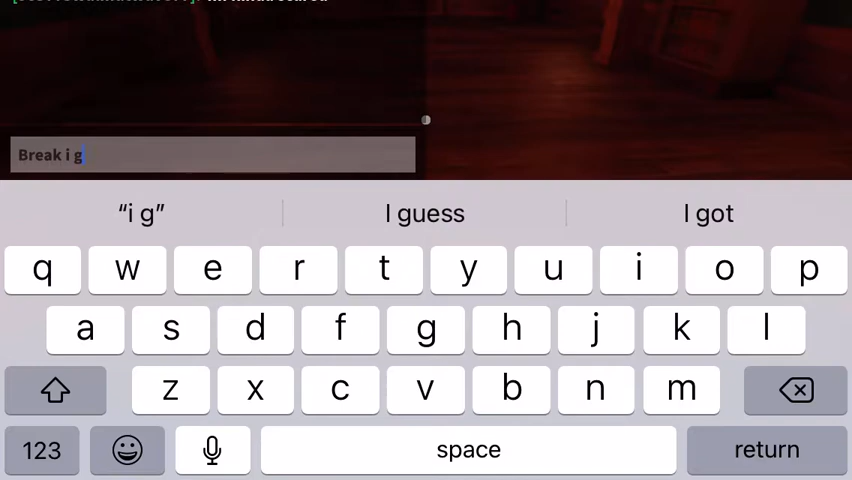 Break i g
“i g” I guess I got
q w e r t y u i o p
a s d f g h j k l
z x c v b n m
123 space return